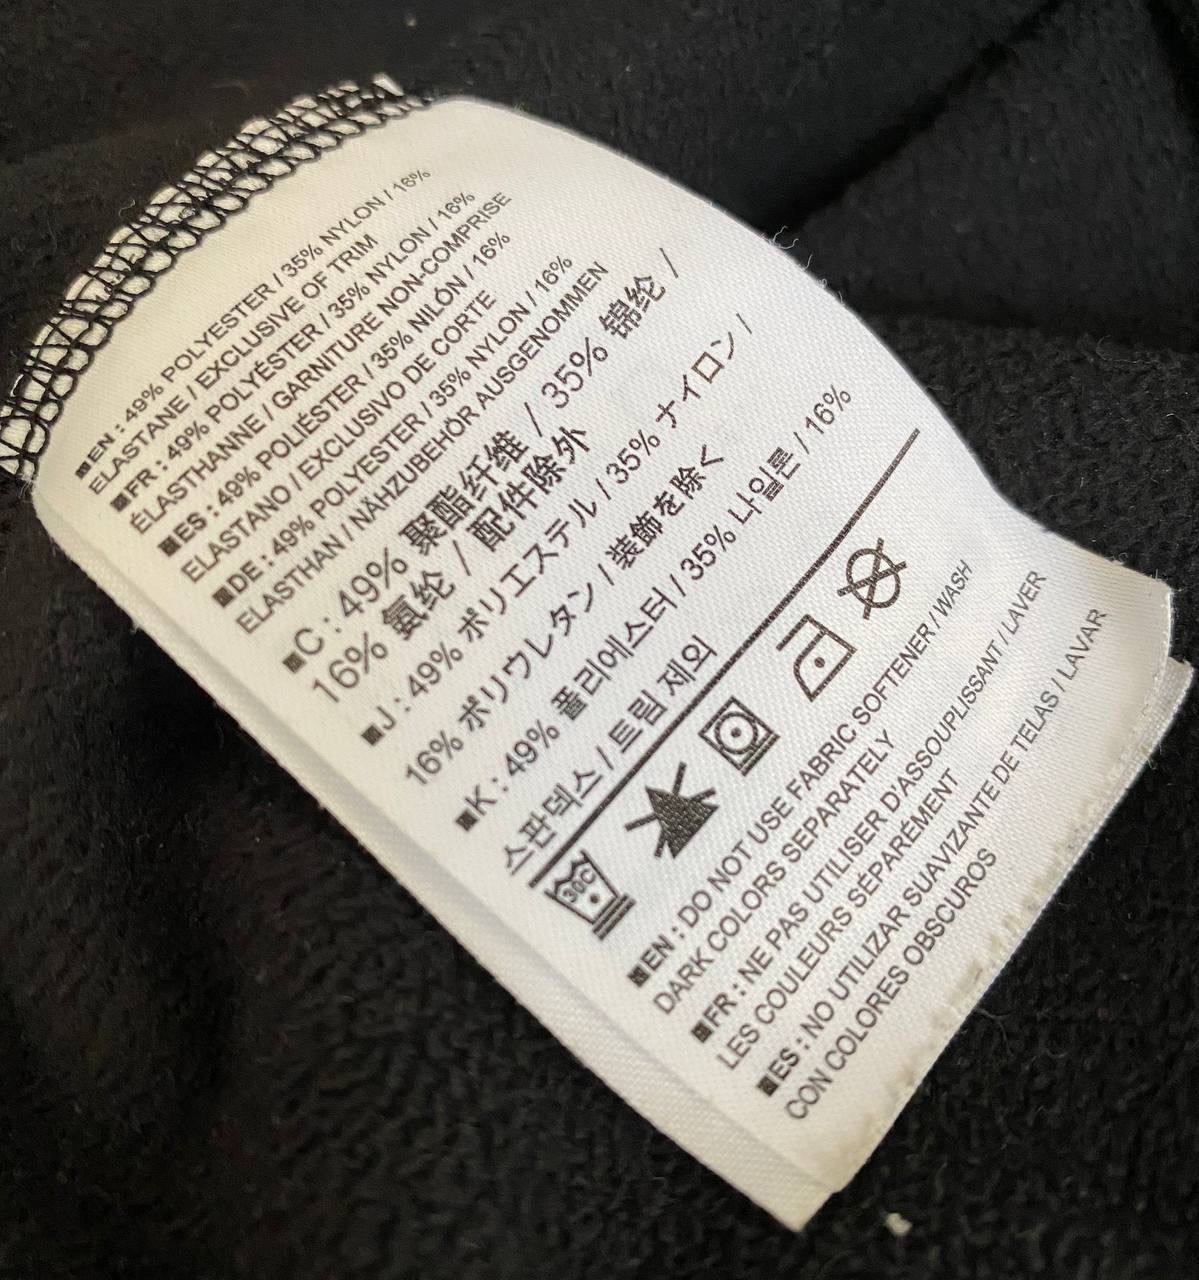 ■EN : 49% POLYESTER / 35% NYLON / 16%
ELASTANE / EXCLUSIVE OF TRIM
■FR : 49% POLYÉSTER / 35% NYLON / 16%
ÉLASTHANNE / GARNITURE NON-COMPRISE
■ES : 49% POLIÉSTER / 35% NILÓN / 16%
ELASTANO / EXCLUSIVO DE CORTE
■DE : 49% POLYESTER / 35% NYLON / 16%
ELASTHAN / NÄHZUBEHÖR AUSGENOMMEN
■C : 49% 聚酯纤维 / 35% 锦纶 /
16% 氨纶 / 配件除外
■J : 49% ポリエステル / 35% ナイロン /
16% ポリウレタン / 装飾を除く
■K : 49% 폴리에스터 / 35% 나일론 / 16%
스판덱스 / 트림 제외
30C
■EN : DO NOT USE FABRIC SOFTENER / WASH
DARK COLORS SEPARATELY
■FR : NE PAS UTILISER D'ASSOUPLISSANT / LAVER
LES COULEURS SÉPARÉMENT
■ES : NO UTILIZAR SUAVIZANTE DE TELAS / LAVAR
CON COLORES OBSCUROS